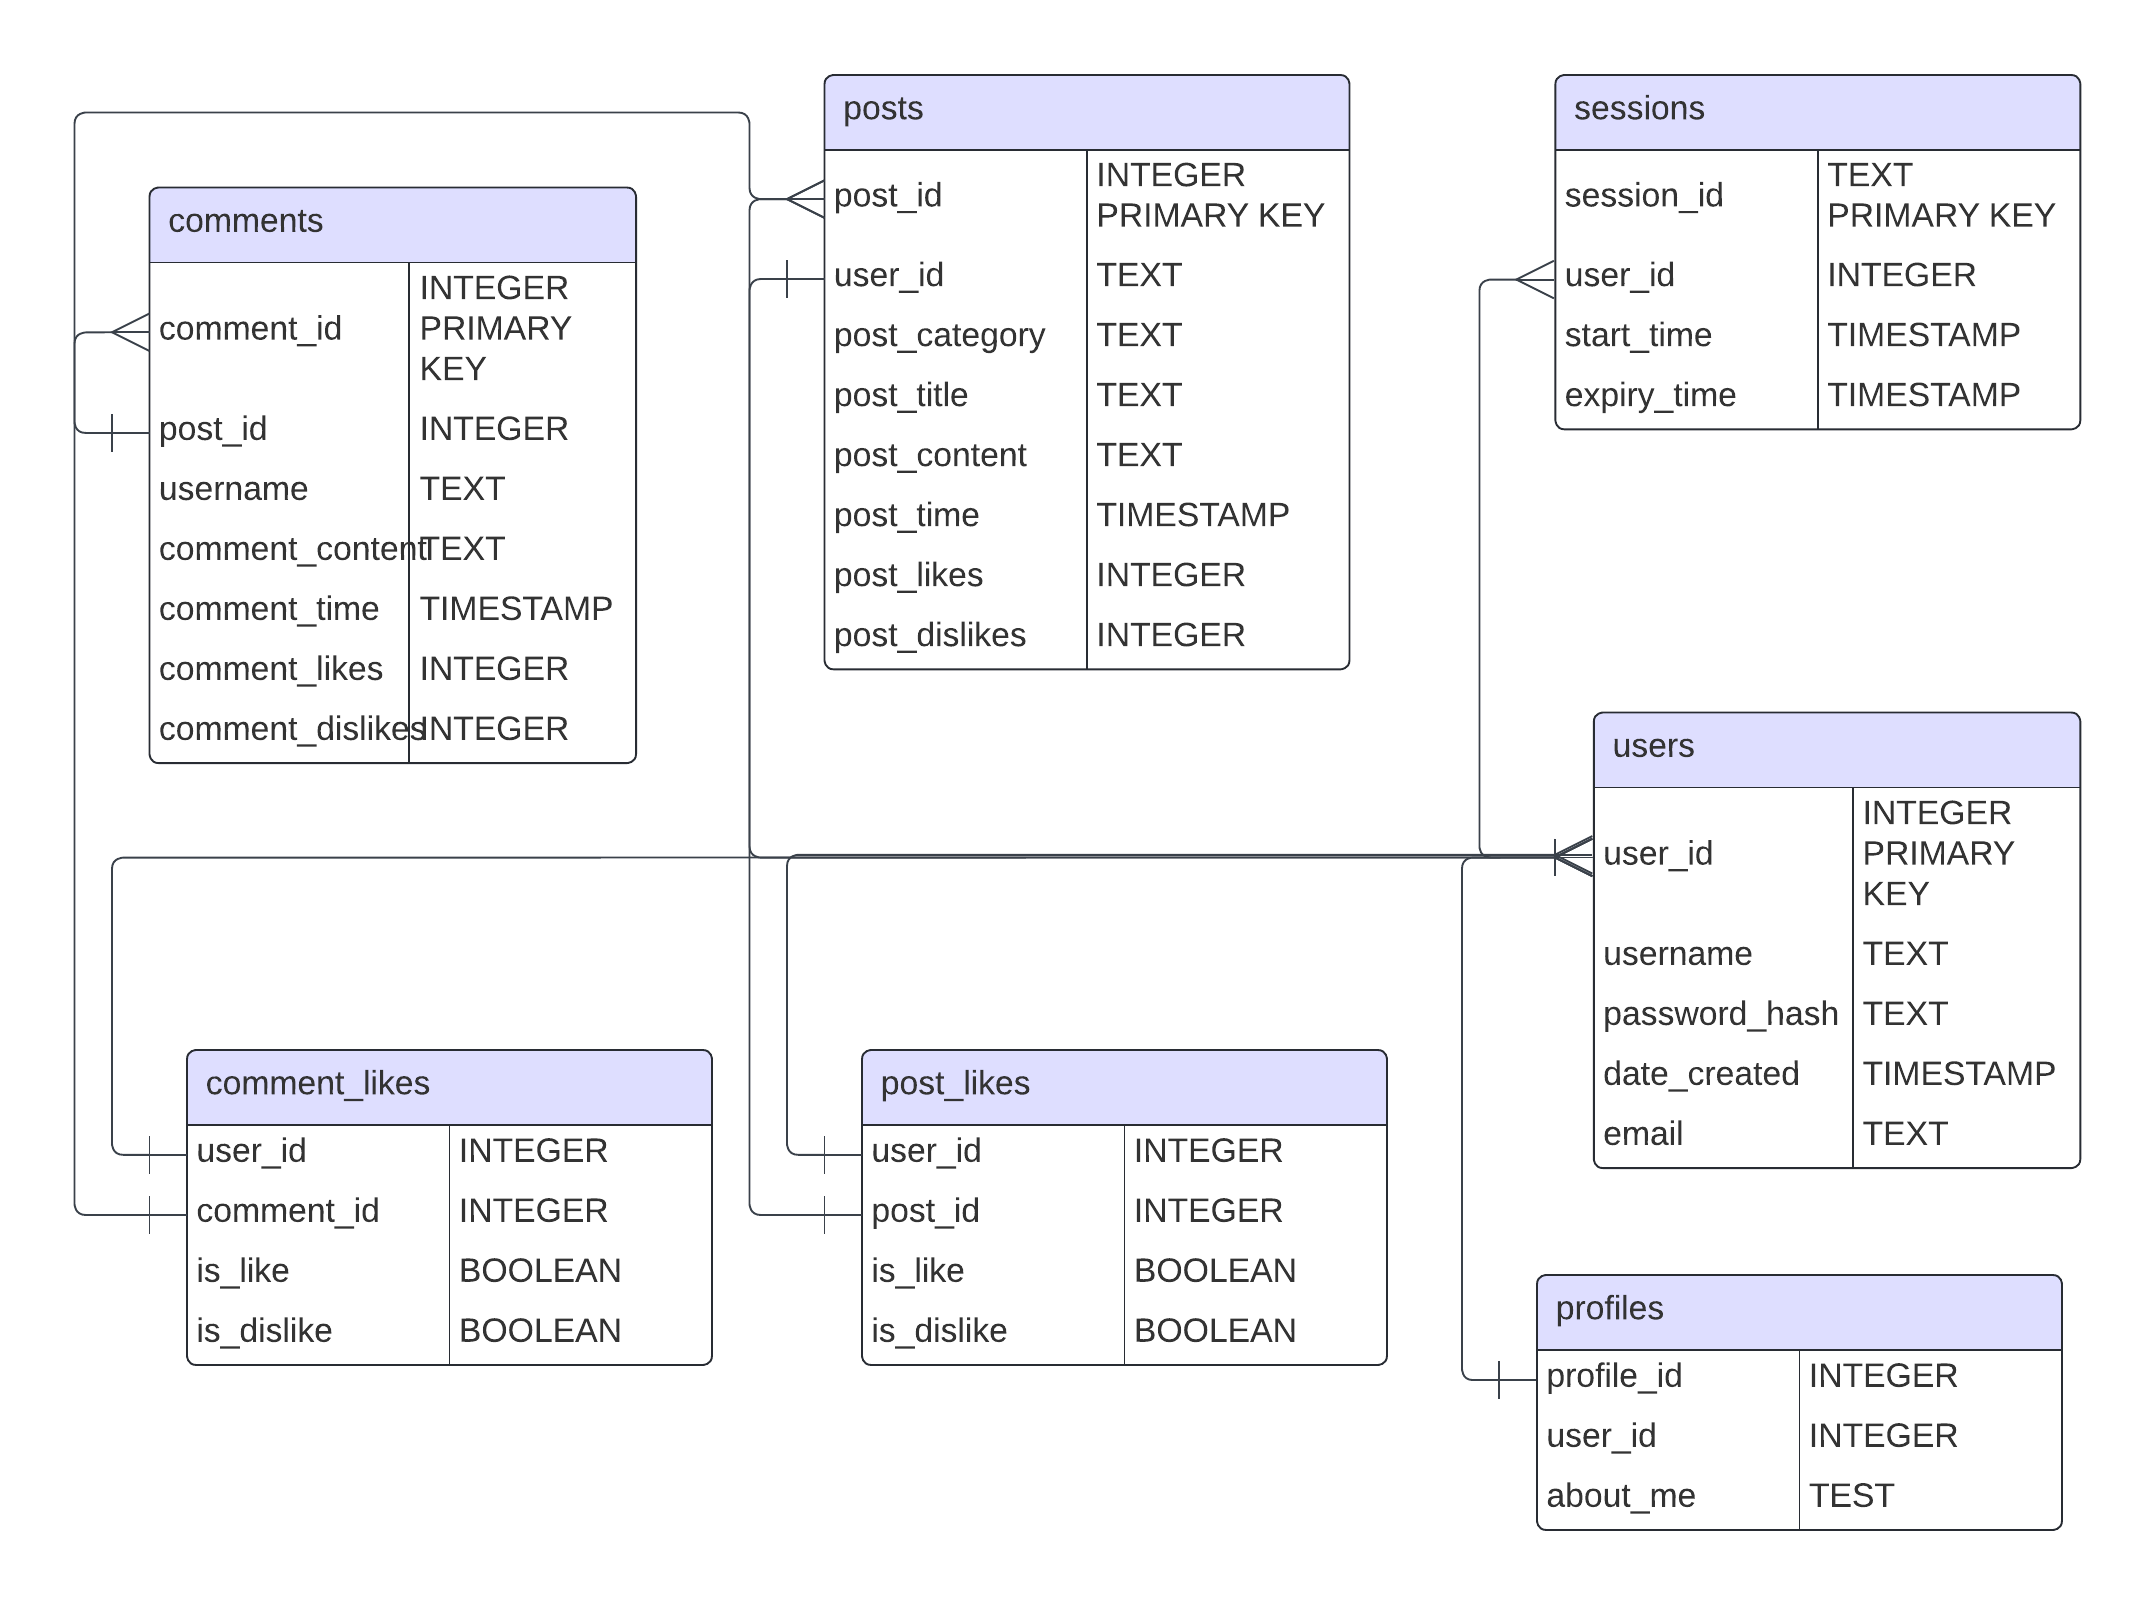 posts
post_id INTEGER
PRIMARY KEY
user_id TEXT
post_category TEXT
post_title TEXT
post_content TEXT
post_time TIMESTAMP
post_likes INTEGER
post_dislikes INTEGER
sessions
session_id TEXT
PRIMARY KEY
user_id INTEGER
start_time TIMESTAMP
expiry_time TIMESTAMP
comments
comment_id INTEGER
PRIMARY
KEY
post_id INTEGER
username TEXT
comment_content TEXT
comment_time TIMESTAMP
comment_likes INTEGER
comment_dislikes INTEGER
users
user_id INTEGER
PRIMARY
KEY
username TEXT
password_hash TEXT
date_created TIMESTAMP
email TEXT
comment_likes
user_id INTEGER
comment_id INTEGER
is_like BOOLEAN
is_dislike BOOLEAN
post_likes
user_id INTEGER
post_id INTEGER
is_like BOOLEAN
is_dislike BOOLEAN
profiles
profile_id INTEGER
user_id INTEGER
about_me TEST